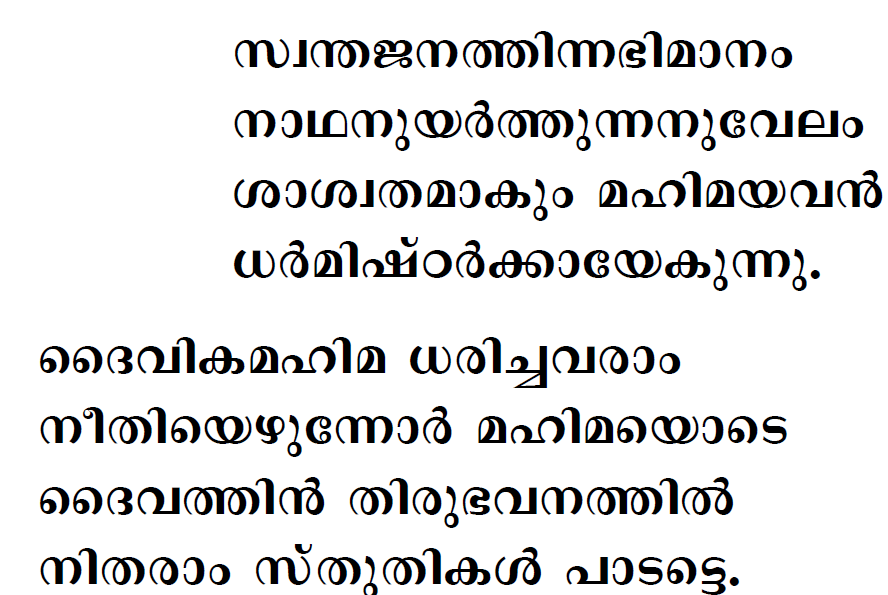 സ്വന്തജനത്തിന്നഭിമാനം
നാഥനുയർത്തുന്നനുവേലം
ശാശ്വതമാകും മഹിമയവൻ
ധർമിഷ്ഠർക്കായേകുന്നു.
ദൈവികമഹിമ ധരിച്ചവരാം
നീതിയെഴുന്നോർ മഹിമയൊടെ
ദൈവത്തിൻ തിരുഭവനത്തിൽ
നിതരാം സ്തുതികൾ പാടട്ടെ.